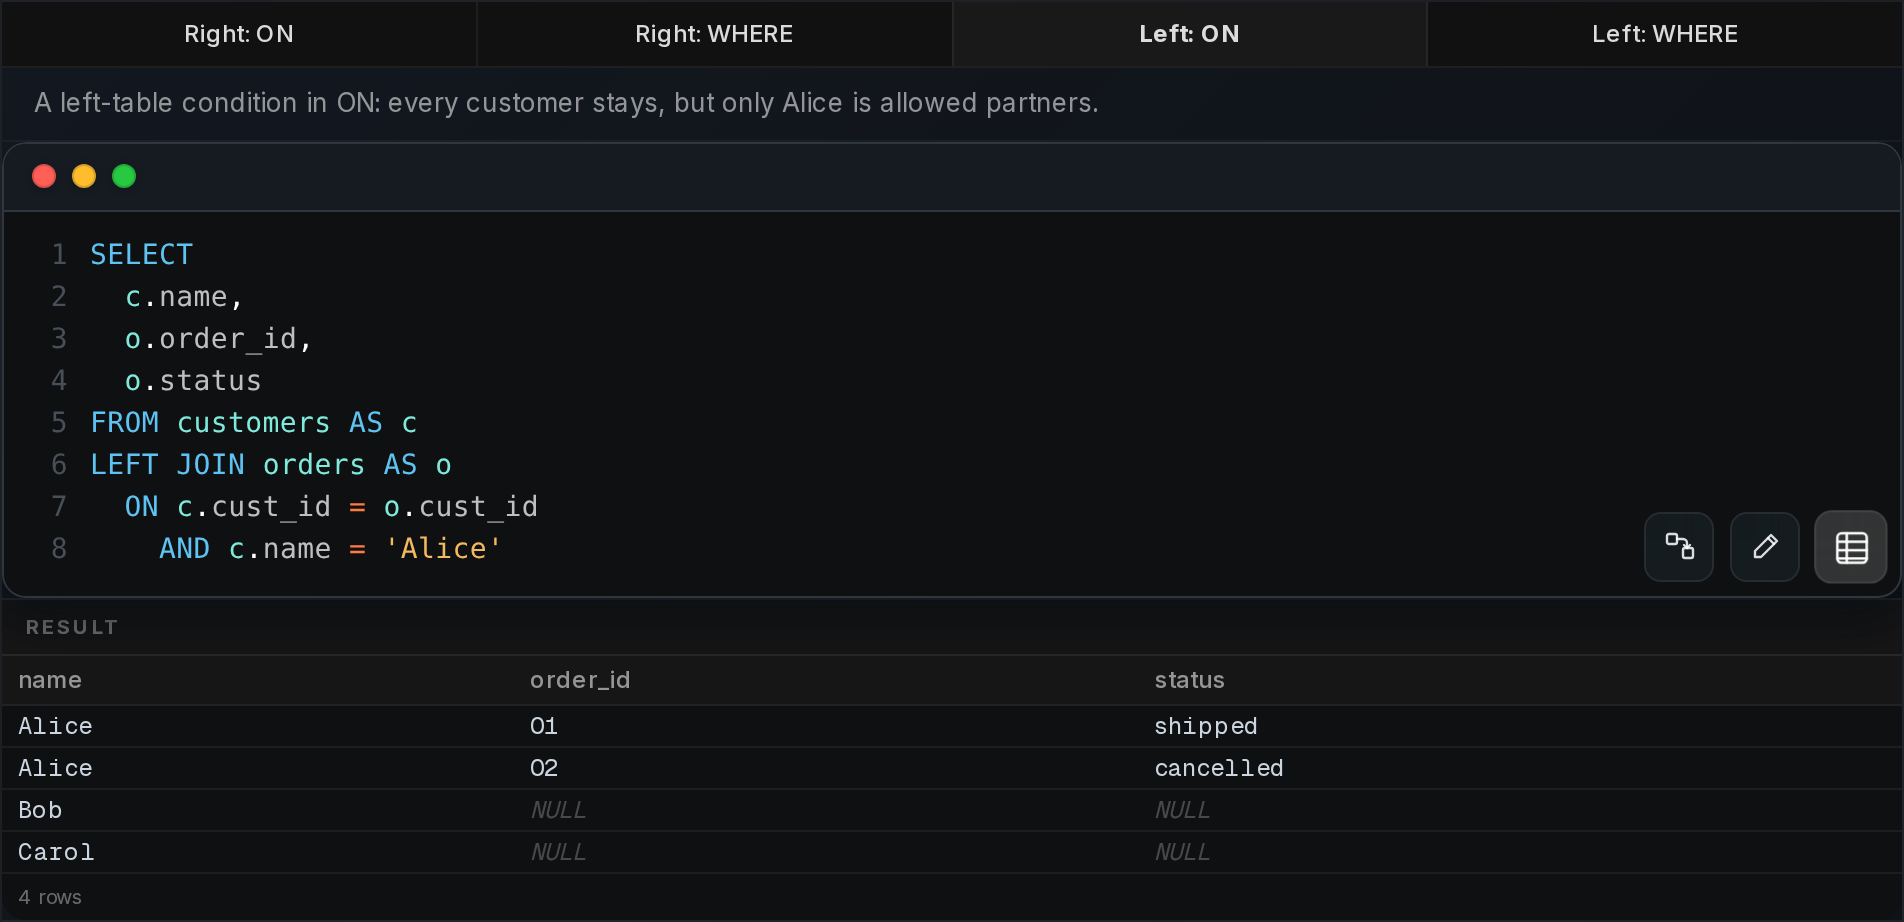 Right: ON
Right: WHERE
Left: ON
Left: WHERE
A left-table condition in ON: every customer stays, but only Alice is allowed partners.
1 SELECT
2   c.name,
3   o.order_id,
4   o.status
5 FROM customers AS c
6 LEFT JOIN orders AS o
7   ON c.cust_id = o.cust_id
8     AND c.name = 'Alice'
RESULT
name order_id status
Alice O1 shipped
Alice O2 cancelled
Bob NULL NULL
Carol NULL NULL
4 rows